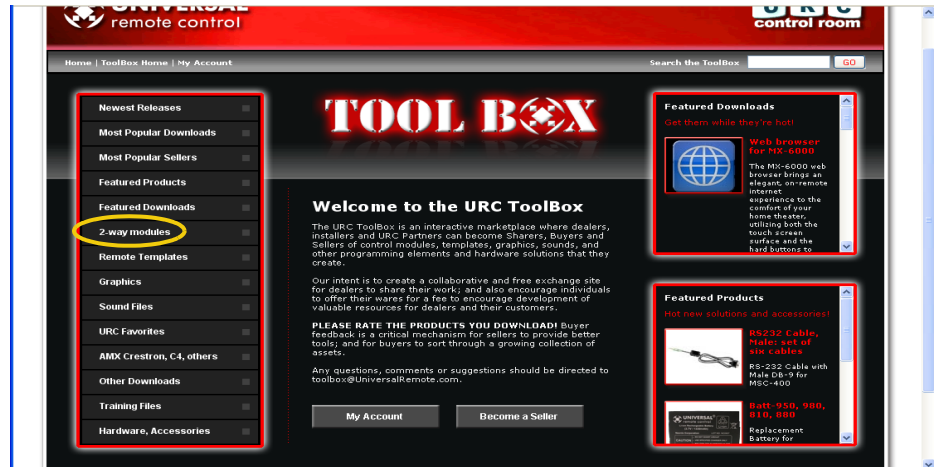 UNIVERSAL
remote control
URC
control room
Home | ToolBox Home | My Account
Search the ToolBox
GO
Newest Releases
Most Popular Downloads
Most Popular Sellers
Featured Products
Featured Downloads
2-way modules
Remote Templates
Graphics
Sound Files
URC Favorites
AMX Crestron, C4, others
Other Downloads
Training Files
Hardware, Accessories
TOOL BOX
Welcome to the URC ToolBox
The URC ToolBox is an interactive marketplace where dealers,
installers and URC Partners can become Sharers, Buyers and
Sellers of control modules, templates, graphics, sounds, and
other programming elements and hardware solutions that they
create.
Our intent is to create a collaborative and free exchange site
for dealers to share their work; and also encourage individuals
to offer their wares for a fee to encourage development of
valuable resources for dealers and their customers.
PLEASE RATE THE PRODUCTS YOU DOWNLOAD! Buyer
feedback is a critical mechanism for sellers to provide better
tools; and for buyers to sort through a growing collection of
assets.
Any questions, comments or suggestions should be directed to
toolbox@UniversalRemote.com.
My Account
Become a Seller
Featured Downloads
Get them while they're hot!
Web browser
for MX-6000
The MX-6000 web
browser brings an
elegant, on-remote
internet
experience to the
comfort of your
home theater,
utilizing both the
touch screen
surface and the
hard buttons to
Featured Products
Hot new solutions and accessories!
RS232 Cable,
Male: set of
six cables
RS-232 Cable with
Male DB-9 for
MSC-400
Batt-950, 980,
810, 880
Replacement
Battery for
UNIVERSAL
remote control